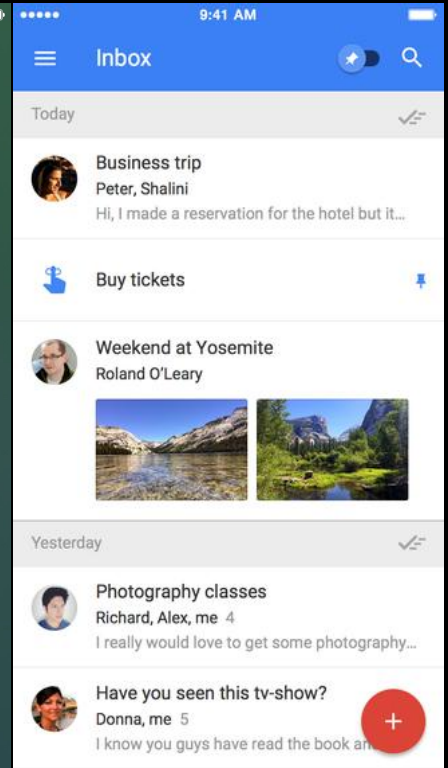 9:41 AM
Inbox
Today
Business trip
Peter, Shalini
Hi, I made a reservation for the hotel but it...
Buy tickets
Weekend at Yosemite
Roland O'Leary
Yesterday
Photography classes
Richard, Alex, me 4
I really would love to get some photography...
Have you seen this tv-show?
Donna, me 5
I know you guys have read the book an